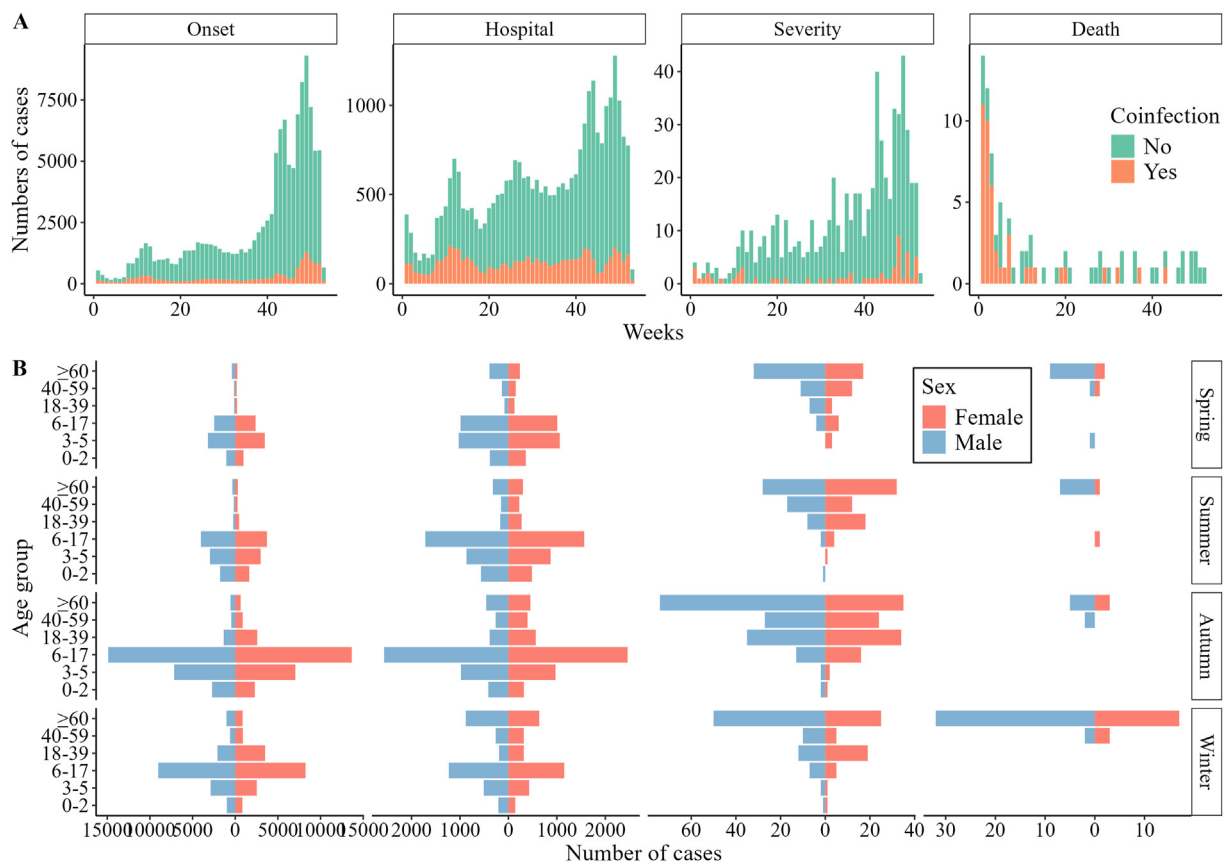 A
Onset
Hospital
Severity
Death
Numbers of cases
7500
5000
2500
0
1000
500
0
40
30
20
10
0
10
5
0
Coinfection
No
Yes
0 20 40
0 20 40
0 20 40
0 20 40
Weeks
B
Age group
≥60
40-59
18-39
6-17
3-5
0-2
Spring
≥60
40-59
18-39
6-17
3-5
0-2
Summer
≥60
40-59
18-39
6-17
3-5
0-2
Autumn
≥60
40-59
18-39
6-17
3-5
0-2
Winter
Sex
Female
Male
15000 10000 5000 0 5000 10000 15000
2000 1000 0 1000 2000
60 40 20 0 20 40
30 20 10 0 10
Number of cases